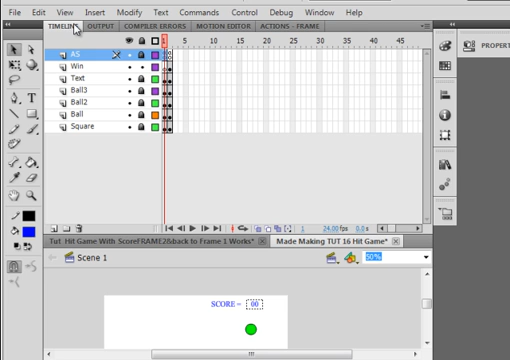 File Edit View Insert Modify Text Commands Control Debug Window Help
TIMELINE OUTPUT COMPILER ERRORS MOTION EDITOR ACTIONS - FRAME
1 5 10 15 20 25 30 35 40 45
AS
Win
Text
Ball3
Ball2
Ball
Square
1 24.00fps 0.0s
Tut Hit Game With ScoreFRAME2&back to Frame 1 Works* Made Making TUT 16 Hit Game*
Scene 1 50%
SCORE = 00
PROPERT